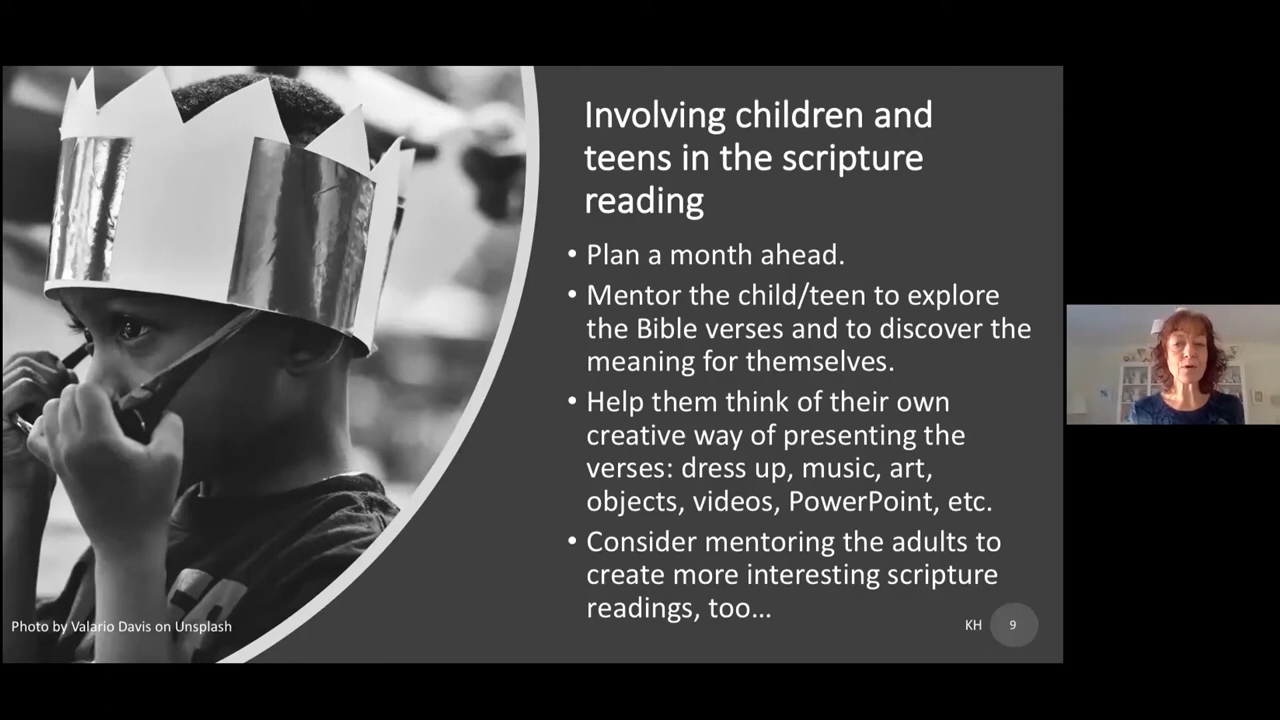 Involving children and
teens in the scripture
reading
• Plan a month ahead.
• Mentor the child/teen to explore
the Bible verses and to discover the
meaning for themselves.
• Help them think of their own
creative way of presenting the
verses: dress up, music, art,
objects, videos, PowerPoint, etc.
• Consider mentoring the adults to
create more interesting scripture
readings, too...
Photo by Valario Davis on Unsplash
KH 9